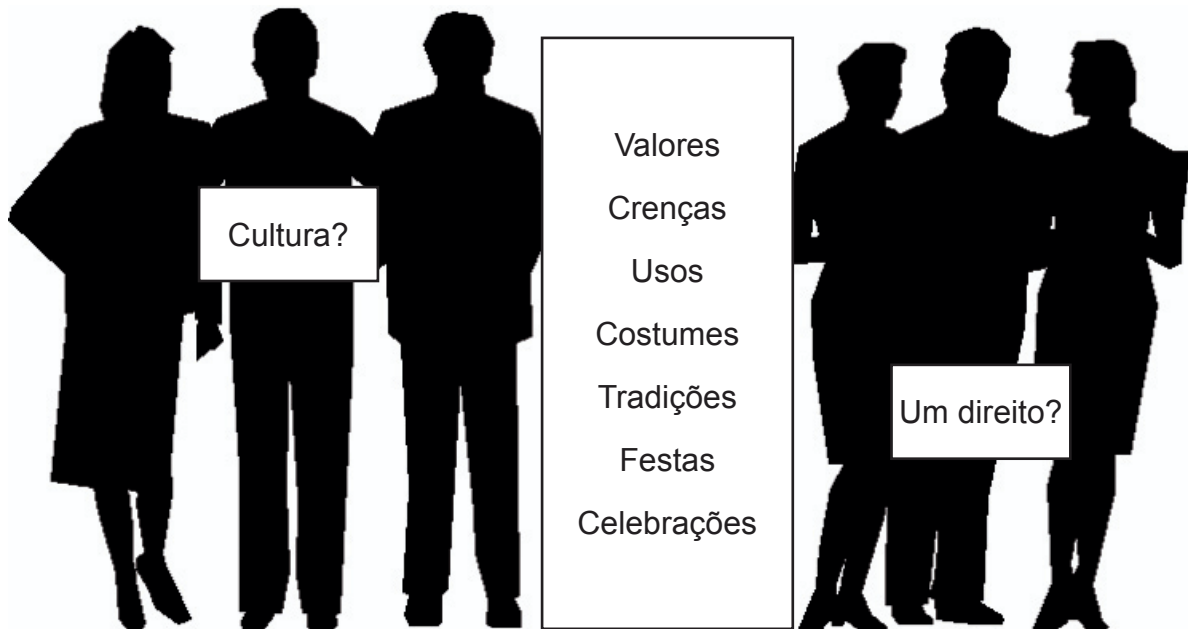 Cultura?
Valores
Crenças
Usos
Costumes
Tradições
Festas
Celebrações
Um direito?